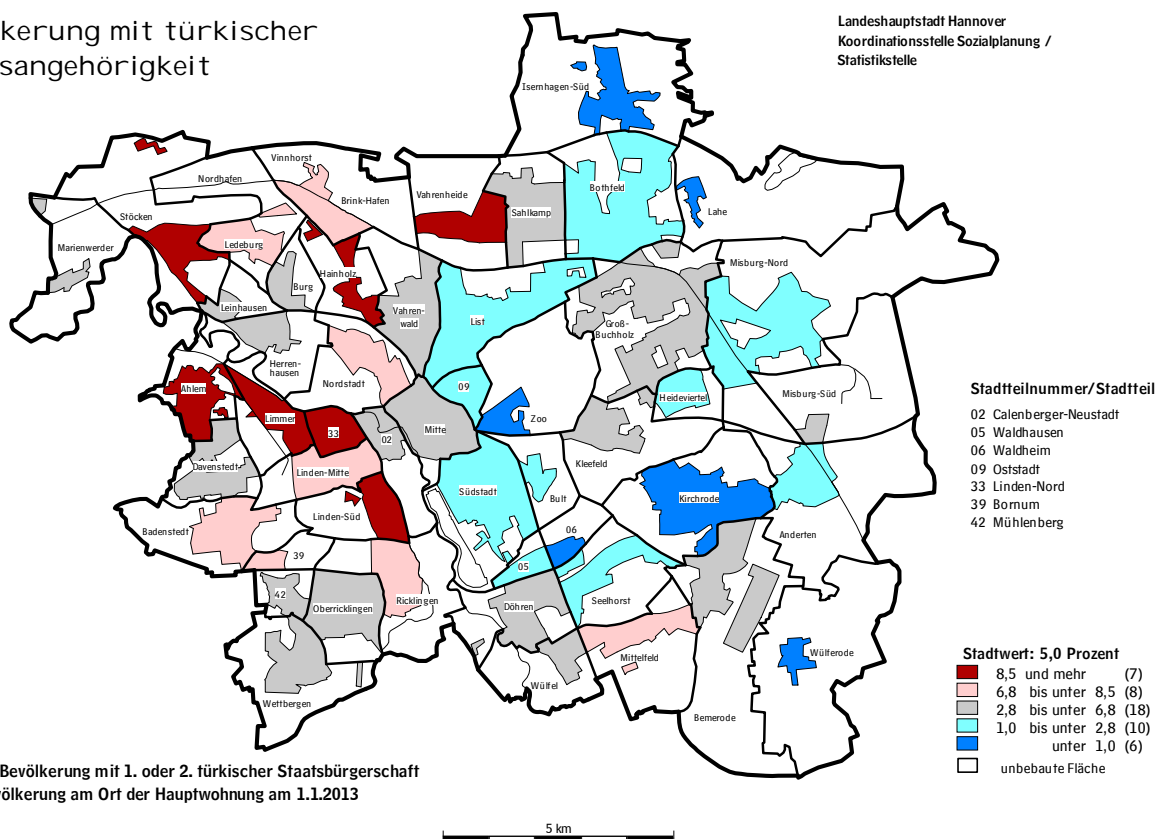 kerung mit türkischer
sangehörigkeit
Landeshauptstadt Hannover
Koordinationsstelle Sozialplanung /
Statistikstelle
Isernhagen-Süd
Vinnhorst
Nordhafen
Brink-Hafen
Vahrenheide
Sahlkamp
Bothfeld
Lahe
Stöcken
Marienwerder
Ledeburg
Hainholz
Burg
Leinhausen
Vahren-
wald
List
Groß-
Buchholz
Misburg-Nord
Herren-
hausen
Nordstadt
09
Zoo
Heideviertel
Misburg-Süd
Ahlem
Limmer
33
02
Mitte
Kleefeld
Davenstedt
Linden-Mitte
Südstadt
Bult
Kirchrode
Linden-Süd
Badenstedt
39
06
05
Anderten
42
Oberricklingen
Ricklingen
Döhren
Seelhorst
Wettbergen
Wülfel
Mittelfeld
Wülferode
Bemerode
Stadtteilnummer/Stadtteil
02 Calenberger-Neustadt
05 Waldhausen
06 Waldheim
09 Oststadt
33 Linden-Nord
39 Bornum
42 Mühlenberg
Stadtwert: 5,0 Prozent
8,5 und mehr (7)
6,8 bis unter 8,5 (8)
2,8 bis unter 6,8 (18)
1,0 bis unter 2,8 (10)
unter 1,0 (6)
unbebaute Fläche
Bevölkerung mit 1. oder 2. türkischer Staatsbürgerschaft
völkerung am Ort der Hauptwohnung am 1.1.2013
5 km